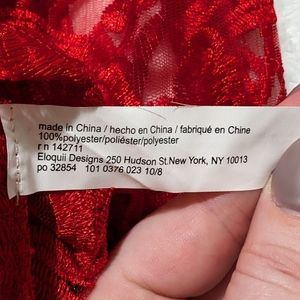 made in China / hecho en China / fabriqué en Chine
100%polyester/poliéster/polyester
r n 142711
Eloquii Designs 250 Hudson St.New York, NY 10013
po 32854 101 0376 023 10/8